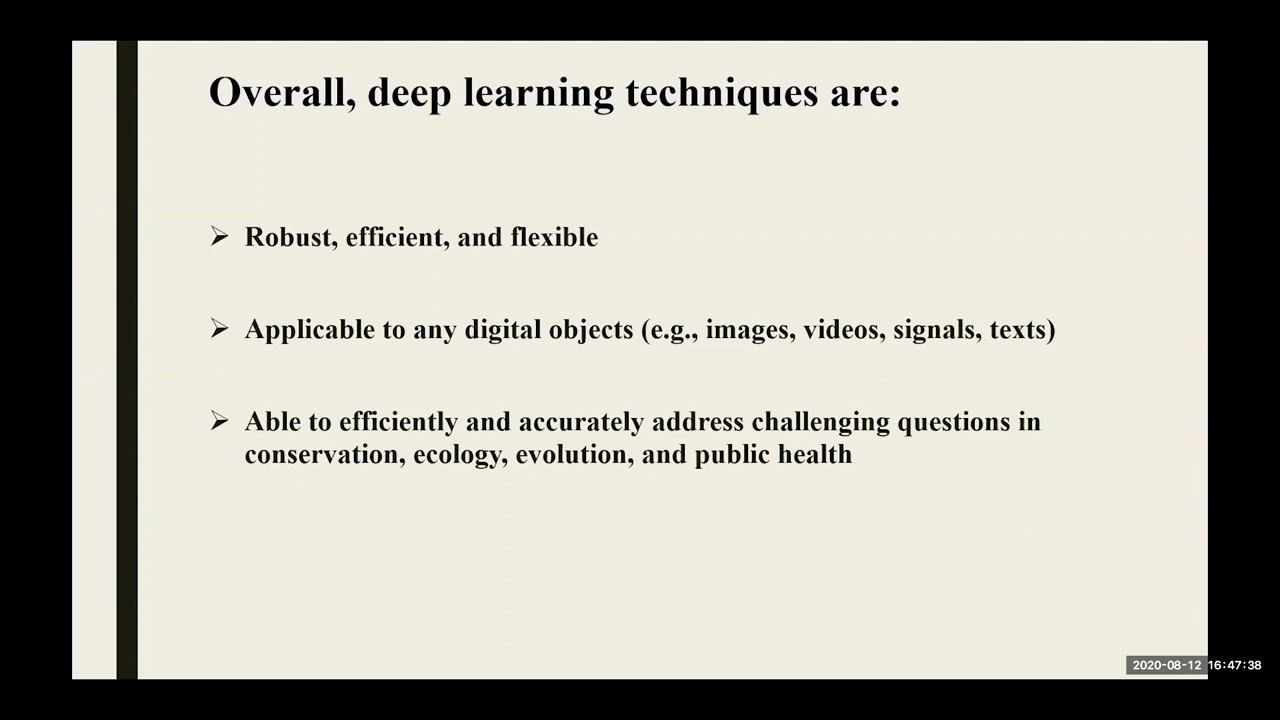 Overall, deep learning techniques are:
➢ Robust, efficient, and flexible
➢ Applicable to any digital objects (e.g., images, videos, signals, texts)
➢ Able to efficiently and accurately address challenging questions in
conservation, ecology, evolution, and public health
2020-08-12 16:47:38